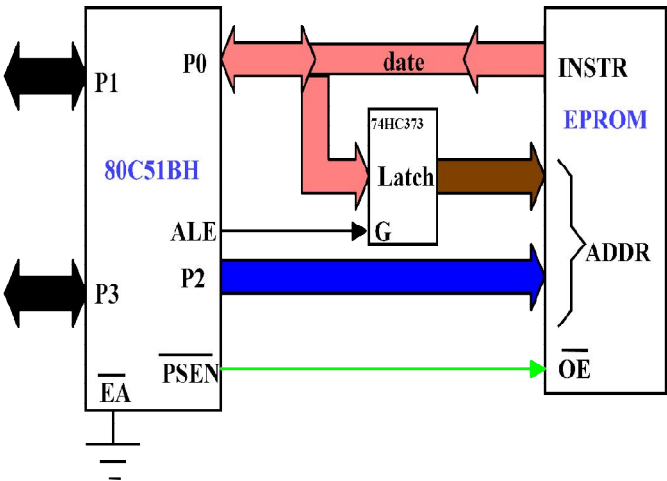 P0
date
INSTR
P1
EPROM
74HC373
80C51BH
Latch
ALE
G
ADDR
P2
P3
PSEN
OE
EA